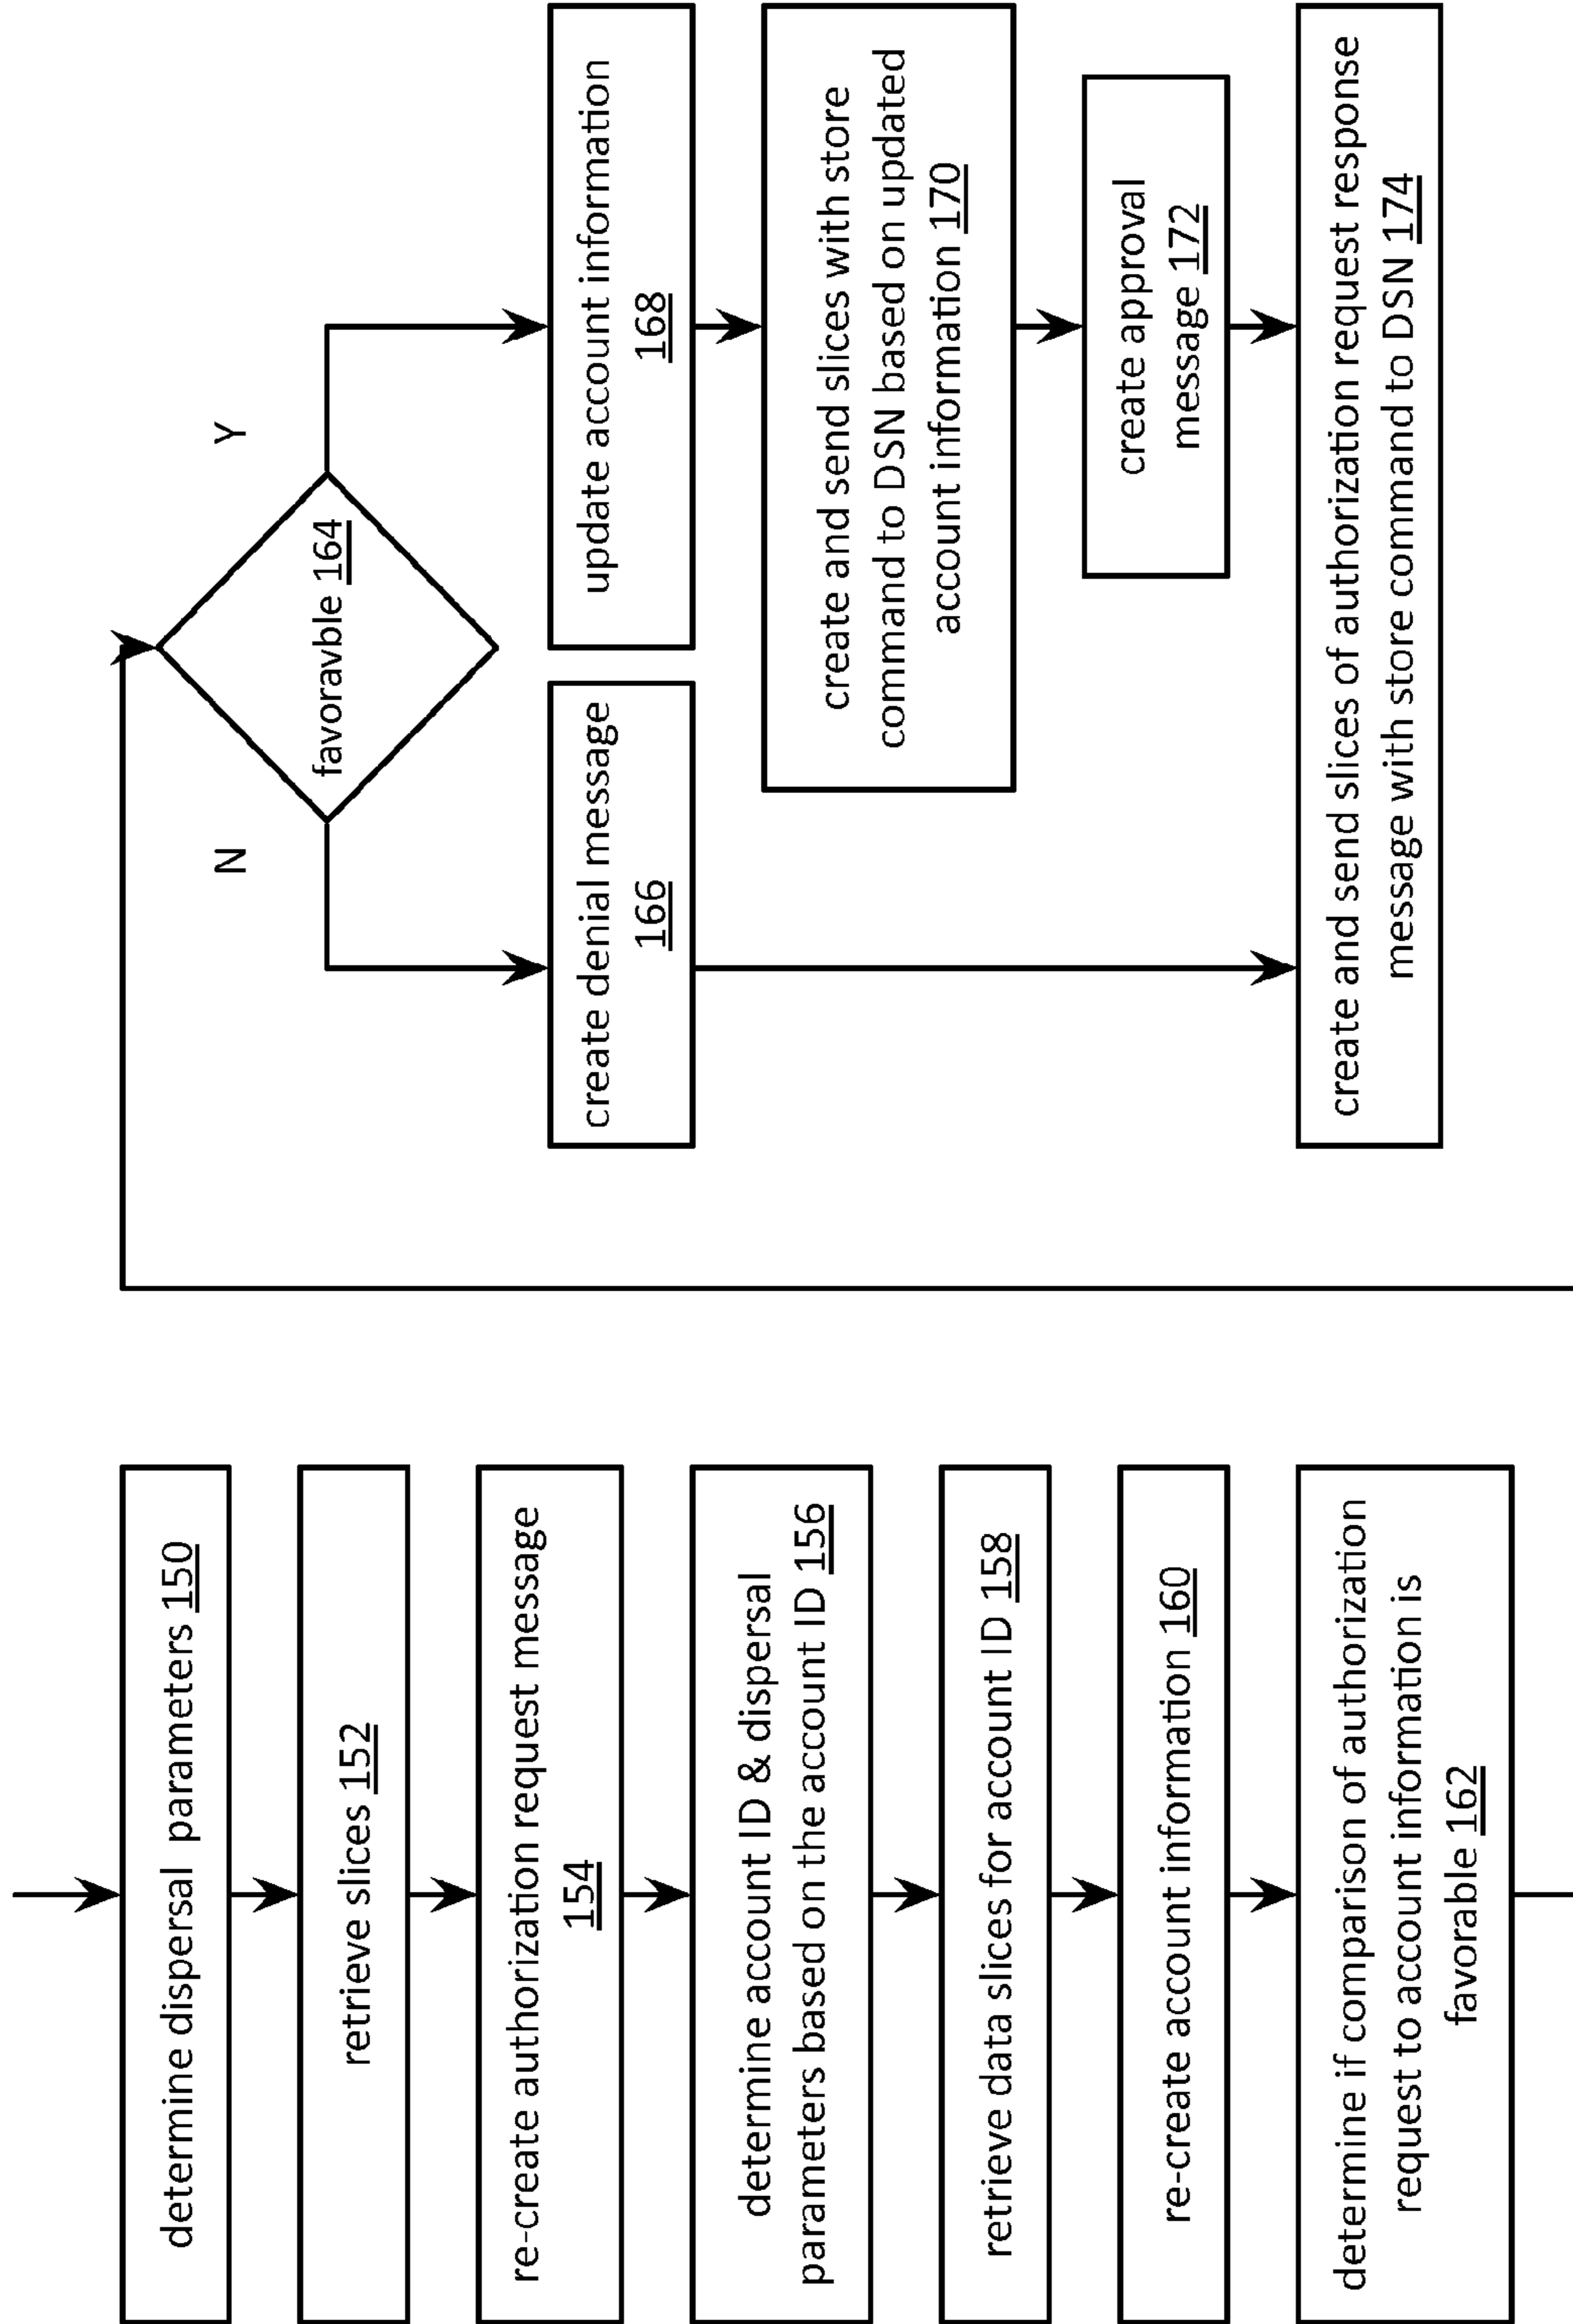 determine dispersal parameters 150
retrieve slices 152
re-create authorization request message
154
determine account ID & dispersal
parameters based on the account ID 156
retrieve data slices for account ID 158
re-create account information 160
determine if comparison of authorization
request to account information is
favorable 162
favoravble 164
N
Y
create denial message
166
update account information
168
create and send slices with store
command to DSN based on updated
account information 170
create approval
message 172
create and send slices of authorization request response
message with store command to DSN 174